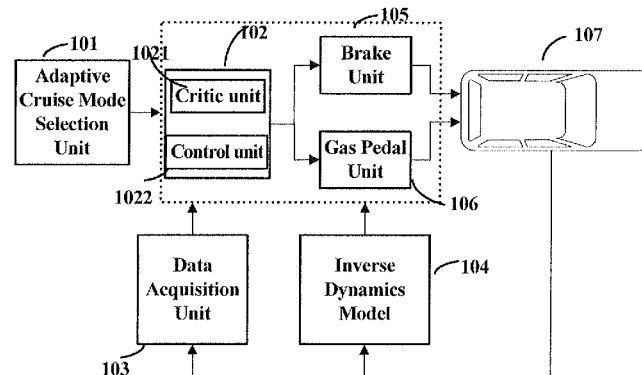 101
Adaptive
Cruise Mode
Selection
Unit
102
1021
Critic unit
Control unit
1022
105
Brake
Unit
Gas Pedal
Unit
106
107
Data
Acquisition
Unit
103
Inverse
Dynamics
Model
104